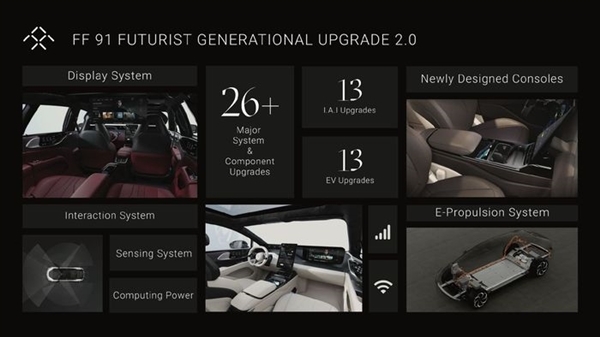 FF 91 FUTURIST GENERATIONAL UPGRADE 2.0
Display System
26+
Major
System
&
Component
Upgrades
13
I.A.I Upgrades
13
EV Upgrades
Newly Designed Consoles
Interaction System
Sensing System
Computing Power
E-Propulsion System